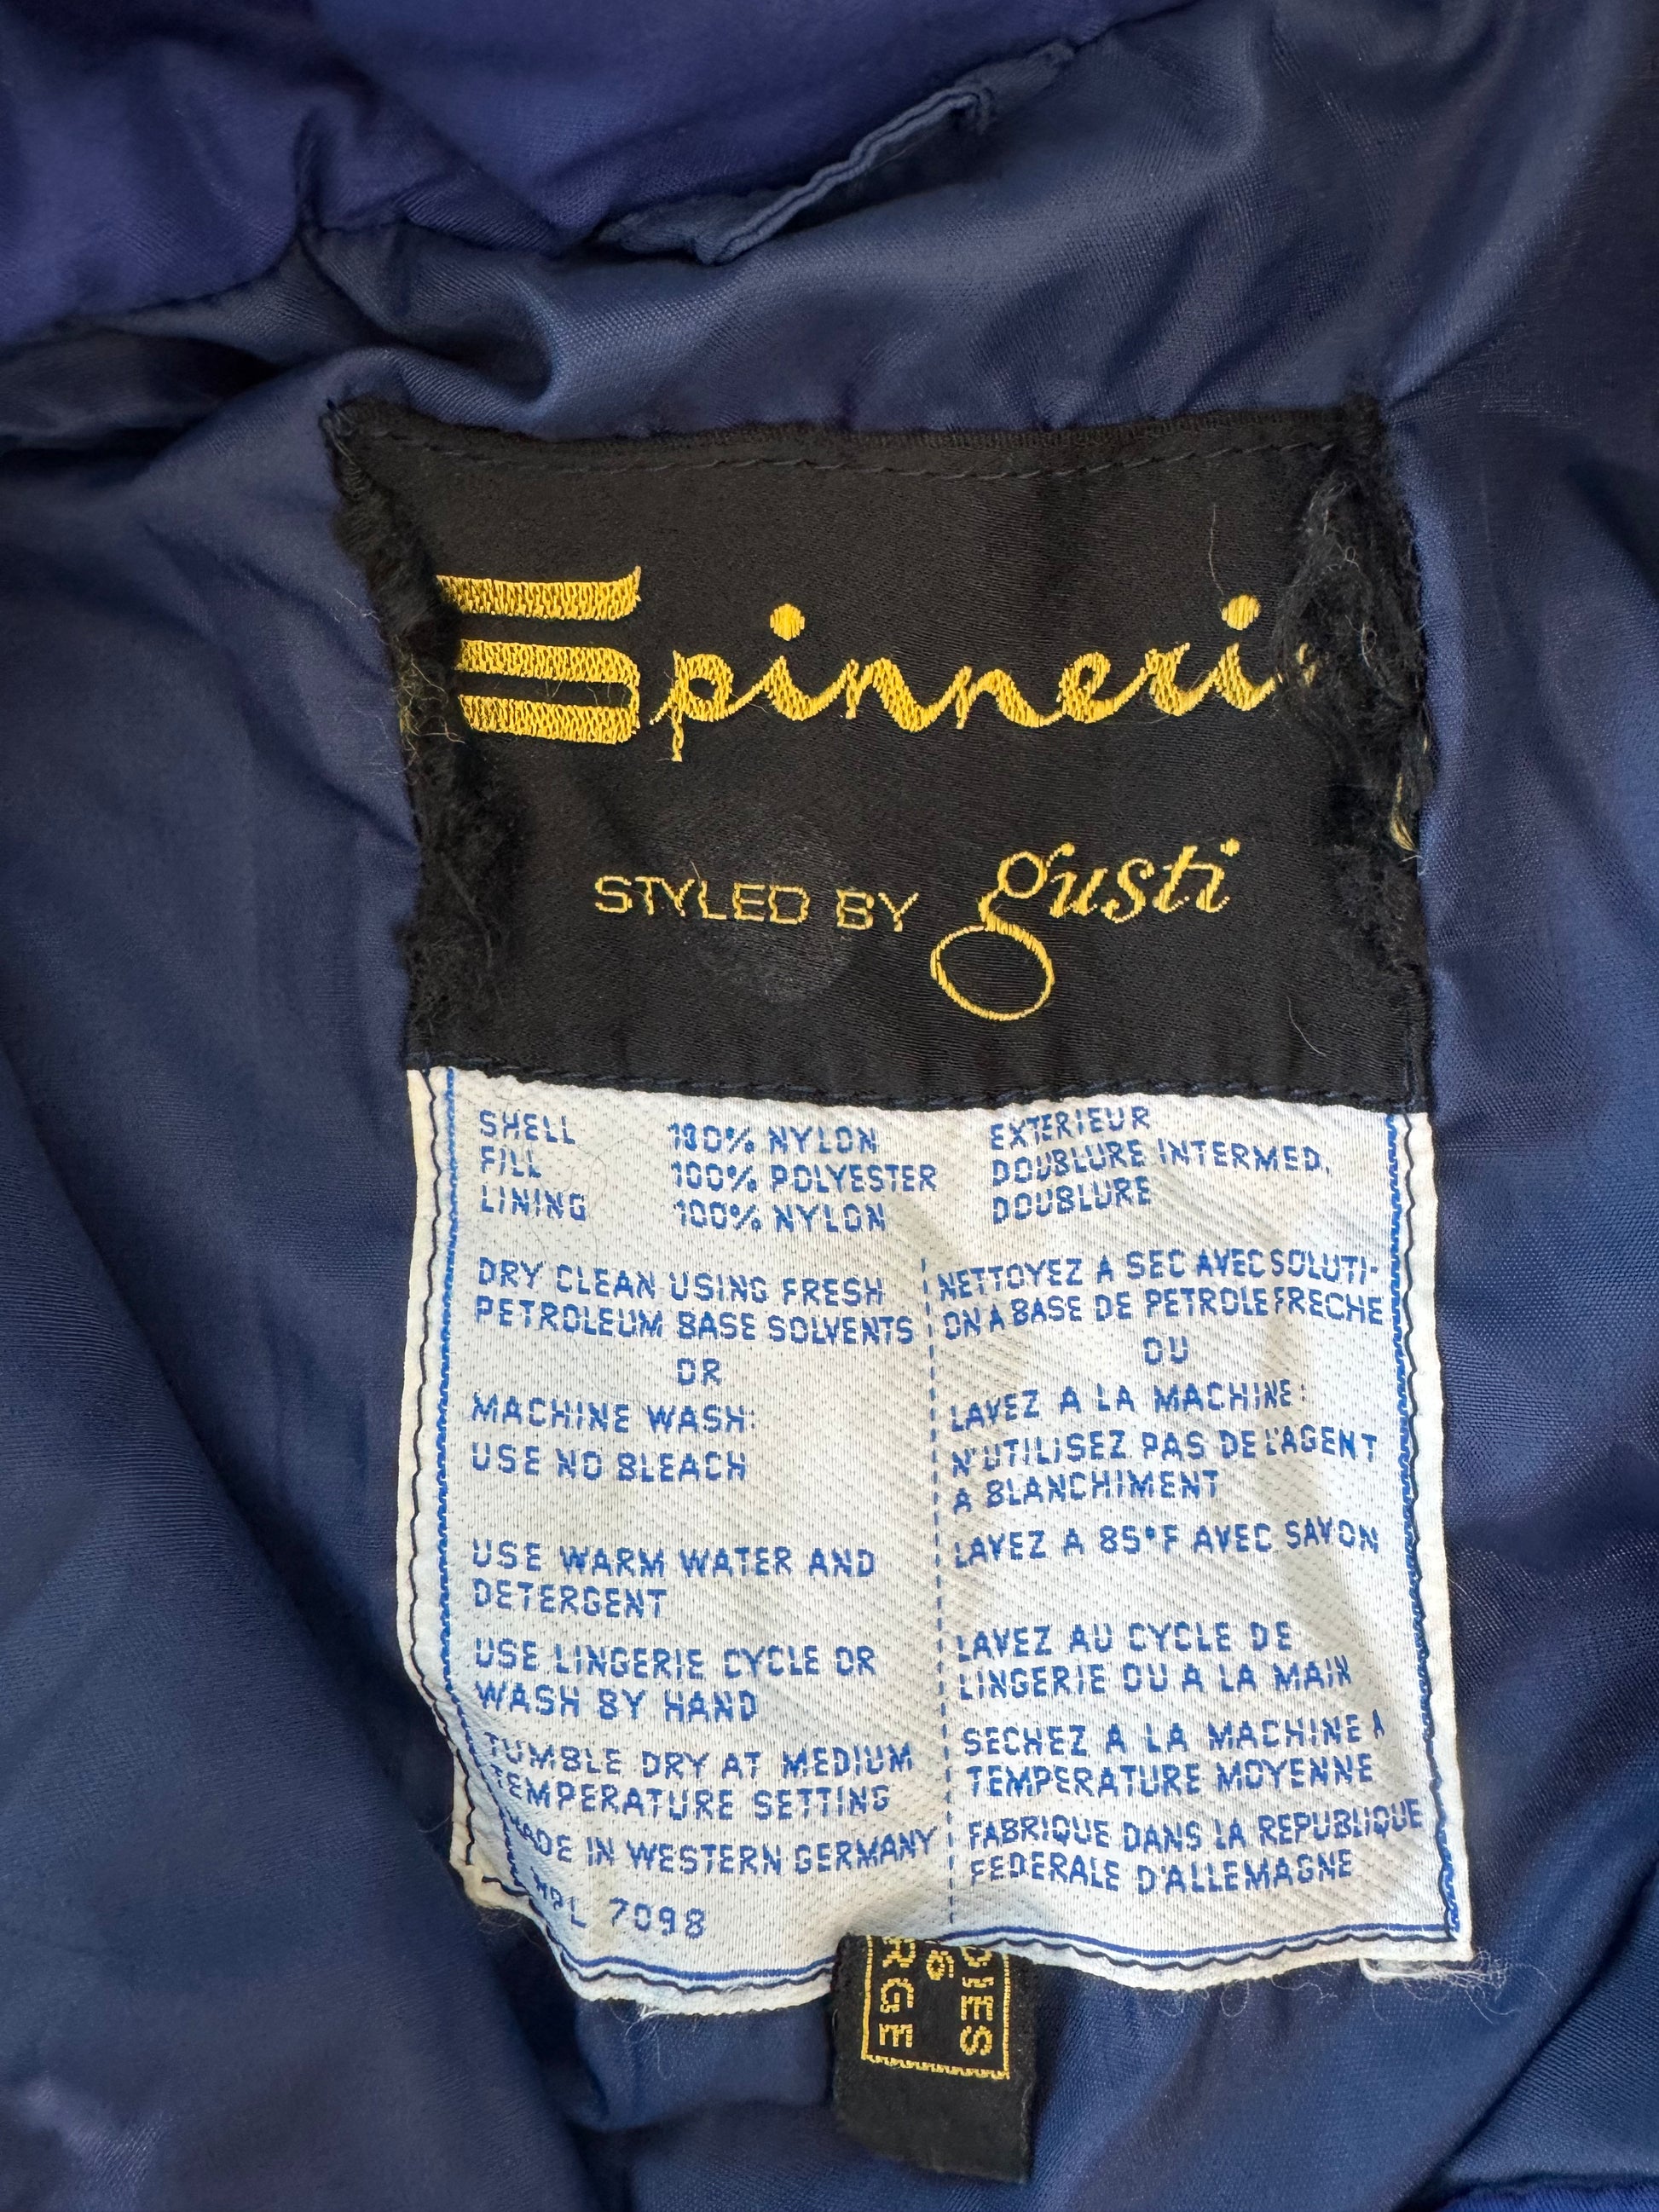 Spinneri
STYLED BY gusti
SHELL 100% NYLON EXTERIEUR
FILL 100% POLYESTER DOUBLURE INTERMED.
LINING 100% NYLON DOUBLURE
DRY CLEAN USING FRESH
PETROLEUM BASE SOLVENTS
OR
MACHINE WASH:
USE NO BLEACH
USE WARM WATER AND
DETERGENT
USE LINGERIE CYCLE OR
WASH BY HAND
TUMBLE DRY AT MEDIUM
TEMPERATURE SETTING
MADE IN WESTERN GERMANY
7098
NETTOYEZ A SEC AVEC SOLUTI-
ON A BASE DE PETROLE FRECHE
OU
LAVEZ A LA MACHINE:
N'UTILISEZ PAS DE L'AGENT
A BLANCHIMENT
LAVEZ A 85°F AVEC SAVON
LAVEZ AU CYCLE DE
LINGERIE OU A LA MAIN
SECHEZ A LA MACHINE A
TEMPERATURE MOYENNE
FABRIQUE DANS LA REPUBLIQUE
FEDERALE D'ALLEMAGNE
DIES
6
RGE